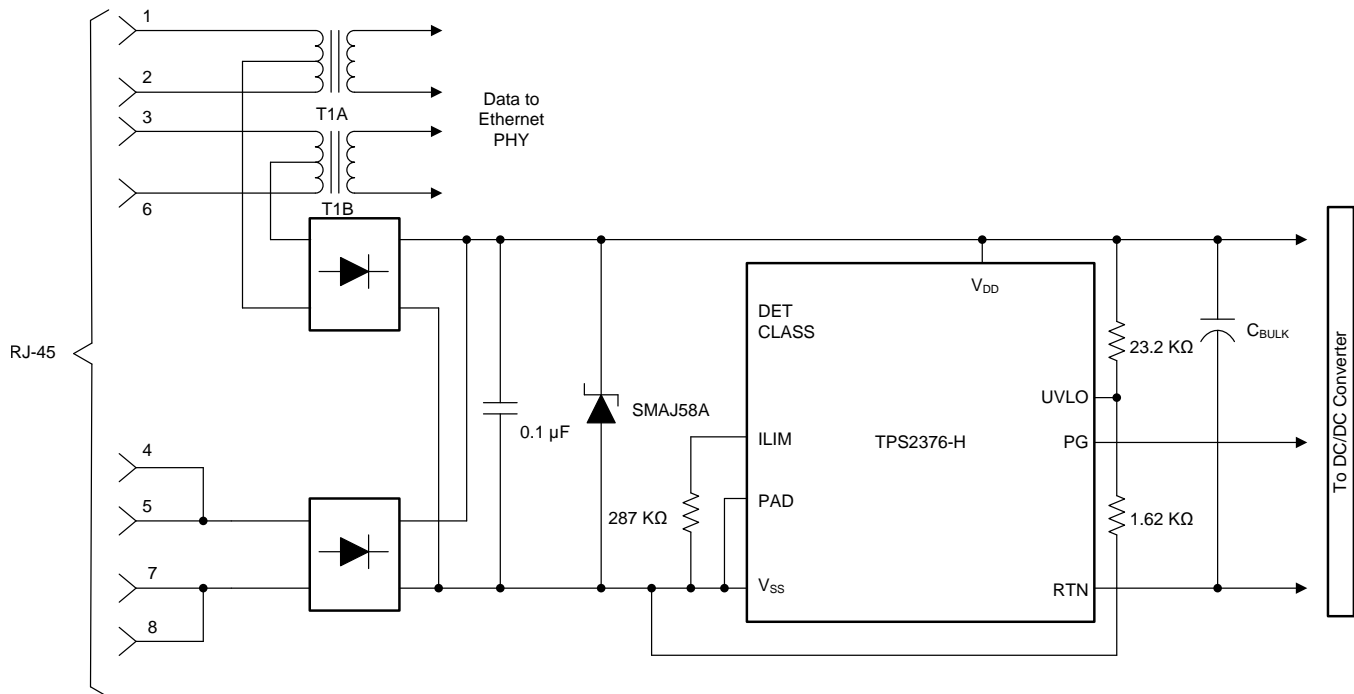 1
2
T1A
3
6
T1B
Data to
Ethernet
PHY
RJ-45
4
5
7
8
0.1 µF
SMAJ58A
287 KΩ
V_DD
DET
CLASS
ILIM
PAD
V_SS
TPS2376-H
UVLO
PG
RTN
23.2 KΩ
1.62 KΩ
C_BULK
To DC/DC Converter